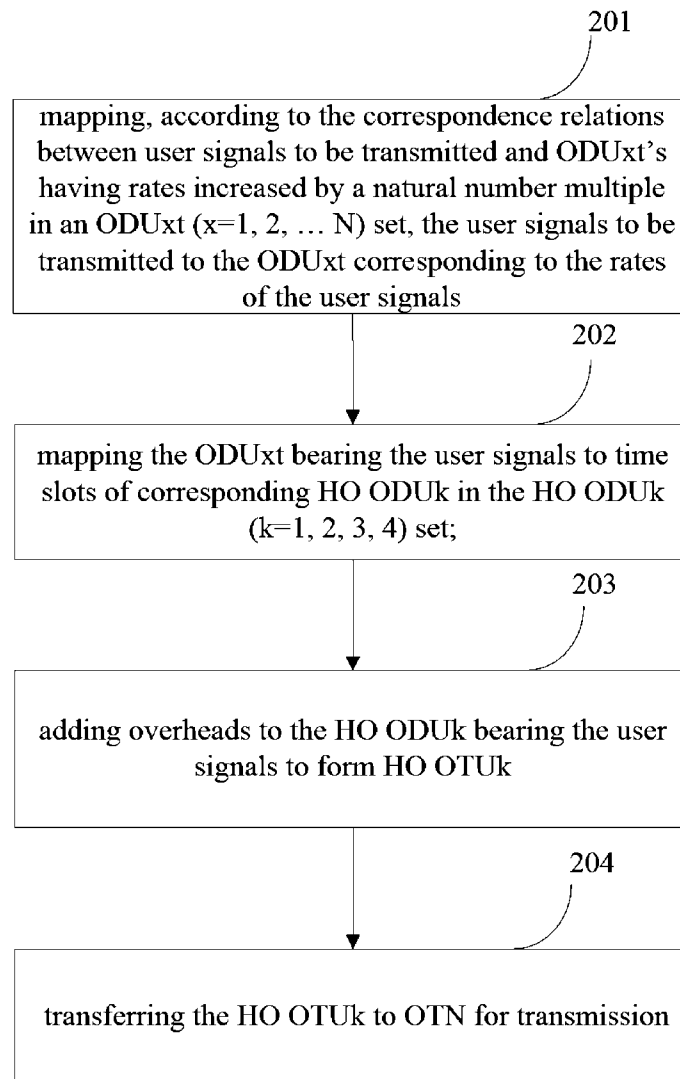 201
mapping, according to the correspondence relations
between user signals to be transmitted and ODUxt's
having rates increased by a natural number multiple
in an ODUxt (x=1, 2, … N) set, the user signals to be
transmitted to the ODUxt corresponding to the rates
of the user signals
202
mapping the ODUxt bearing the user signals to time
slots of corresponding HO ODUk in the HO ODUk
(k=1, 2, 3, 4) set;
203
adding overheads to the HO ODUk bearing the user
signals to form HO OTUk
204
transferring the HO OTUk to OTN for transmission